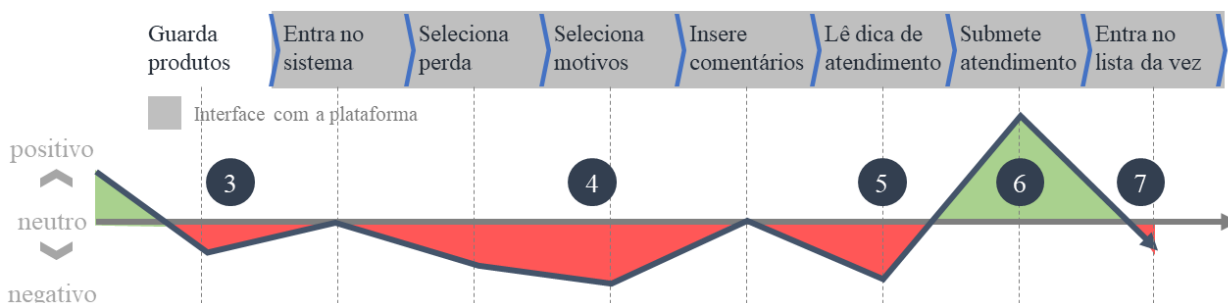 Guarda
produtos
Entra no
sistema
Seleciona
perda
Seleciona
motivos
Insere
comentários
Lê dica de
atendimento
Submete
atendimento
Entra no
lista da vez
Interface com a plataforma
positivo
neutro
negativo
3
4
5
6
7